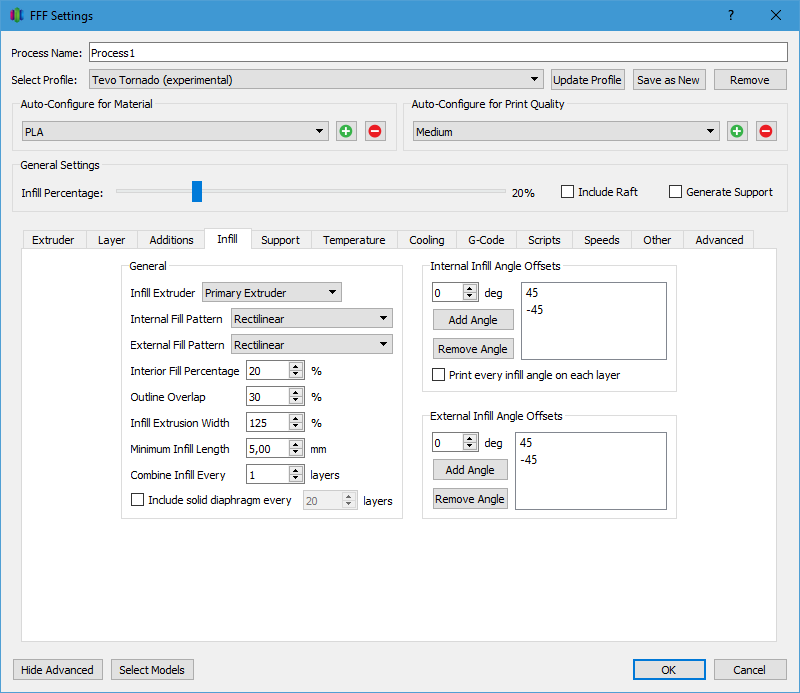 FFF Settings
?
Process Name: Process1
Select Profile: Tevo Tornado (experimental) Update Profile Save as New Remove
Auto-Configure for Material Auto-Configure for Print Quality
PLA Medium
General Settings
Infill Percentage: 20% Include Raft Generate Support
Extruder Layer Additions Infill Support Temperature Cooling G-Code Scripts Speeds Other Advanced
General
Infill Extruder Primary Extruder
Internal Fill Pattern Rectilinear
External Fill Pattern Rectilinear
Interior Fill Percentage 20 %
Outline Overlap 30 %
Infill Extrusion Width 125 %
Minimum Infill Length 5,00 mm
Combine Infill Every 1 layers
Include solid diaphragm every 20 layers
Internal Infill Angle Offsets
0 deg
Add Angle
Remove Angle
45
-45
Print every infill angle on each layer
External Infill Angle Offsets
0 deg
Add Angle
Remove Angle
45
-45
Hide Advanced Select Models OK Cancel